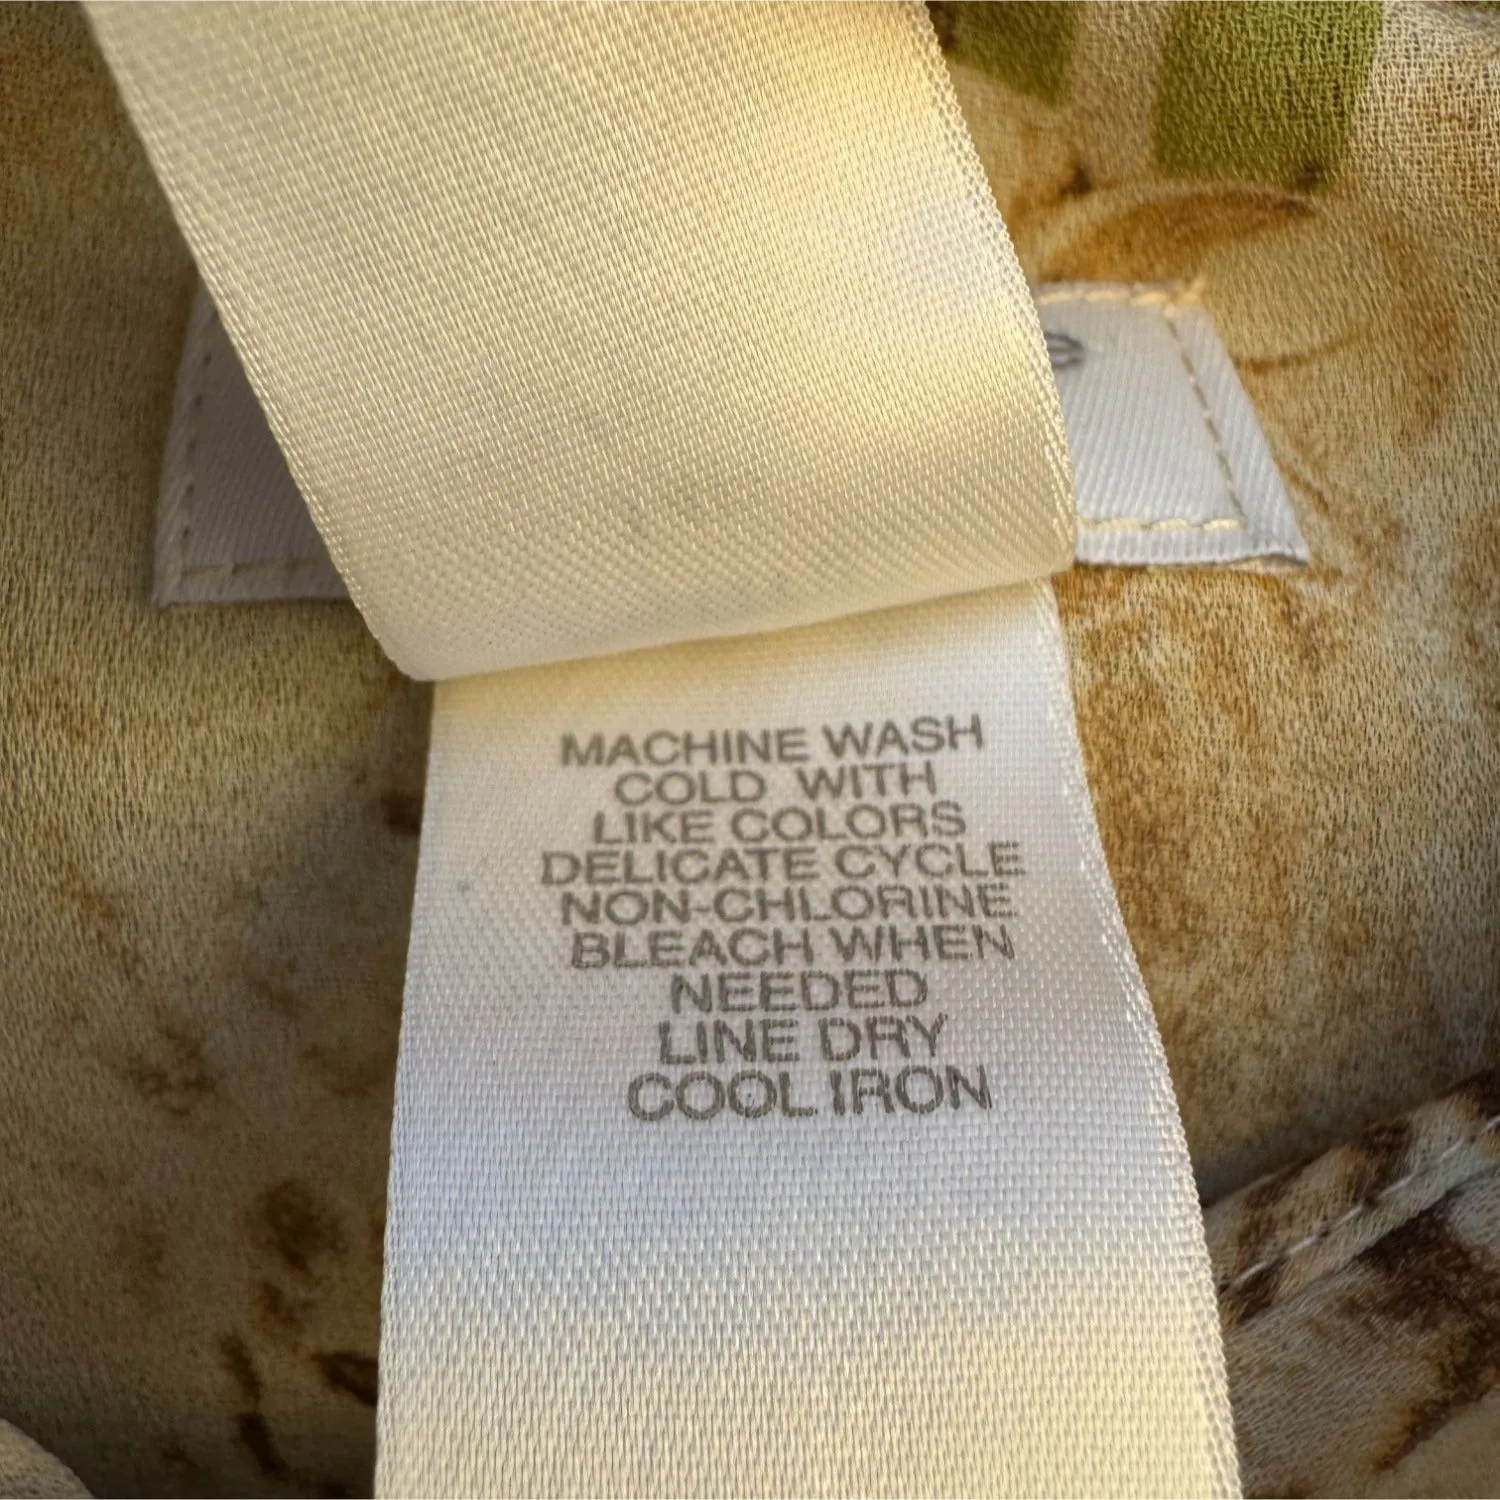 MACHINE WASH
COLD WITH
LIKE COLORS
DELICATE CYCLE
NON-CHLORINE
BLEACH WHEN
NEEDED
LINE DRY
COOL IRON